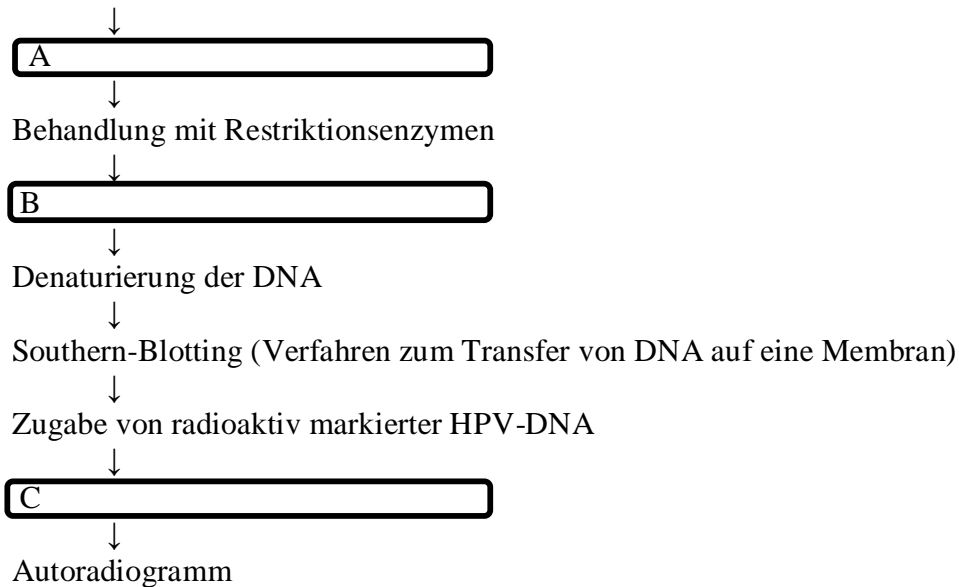 ↓
A
↓
Behandlung mit Restriktionsenzymen
↓
B
↓
Denaturierung der DNA
↓
Southern-Blotting (Verfahren zum Transfer von DNA auf eine Membran)
↓
Zugabe von radioaktiv markierter HPV-DNA
↓
C
↓
Autoradiogramm